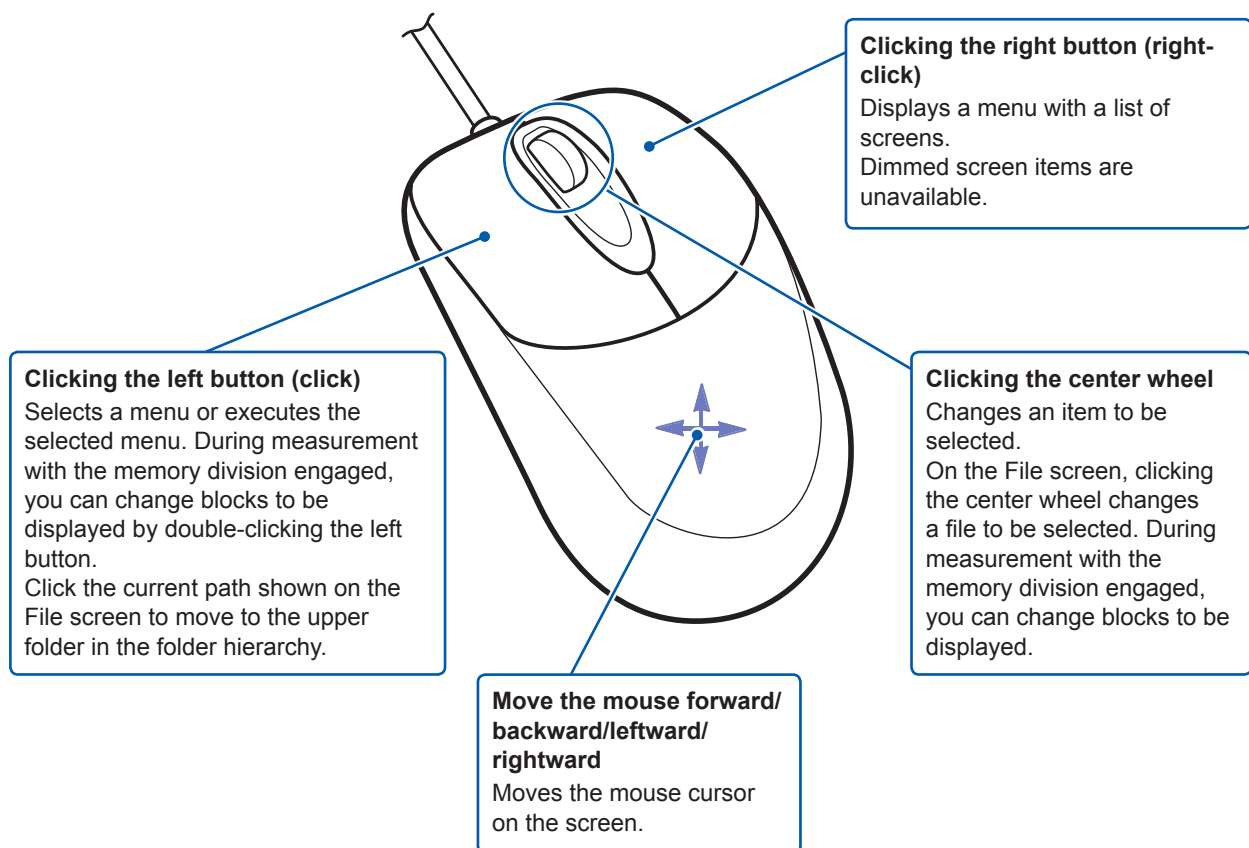 Clicking the right button (right-
click)
Displays a menu with a list of
screens.
Dimmed screen items are
unavailable.
Clicking the left button (click)
Selects a menu or executes the
selected menu. During measurement
with the memory division engaged,
you can change blocks to be
displayed by double-clicking the left
button.
Click the current path shown on the
File screen to move to the upper
folder in the folder hierarchy.
Clicking the center wheel
Changes an item to be
selected.
On the File screen, clicking
the center wheel changes
a file to be selected. During
measurement with the
memory division engaged,
you can change blocks to be
displayed.
Move the mouse forward/
backward/leftward/
rightward
Moves the mouse cursor
on the screen.